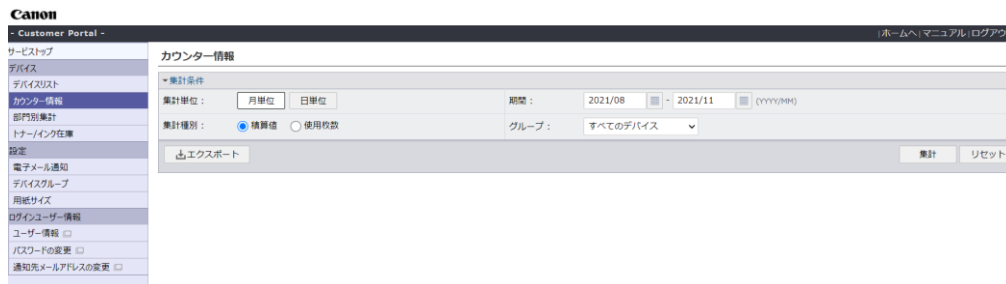 Canon
- Customer Portal -
|ホームへ|マニュアル|ログアウ
サービストップ
デバイス
デバイスリスト
カウンター情報
部門別集計
トナー/インク在庫
設定
電子メール通知
デバイスグループ
用紙サイズ
ログインユーザー情報
ユーザー情報
パスワードの変更
通知先メールアドレスの変更
カウンター情報
集計条件
集計単位： 月単位 日単位 期間： 2021/08 - 2021/11 (YYYY/MM)
集計種別： 積算値 使用枚数 グループ： すべてのデバイス
エクスポート 集計 リセット